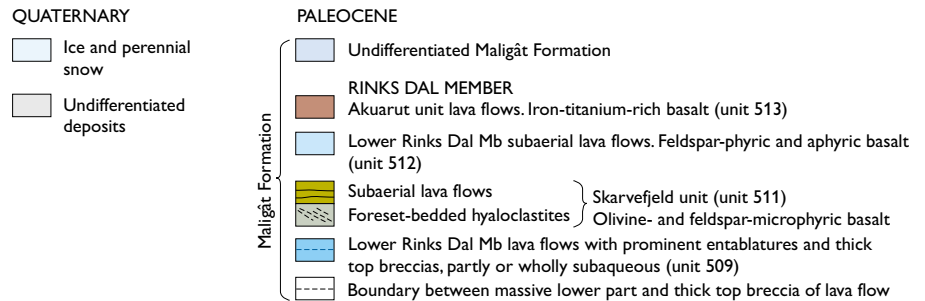 QUATERNARY
Ice and perennial
snow
Undifferentiated
deposits
PALEOCENE
Maligât Formation
Undifferentiated Maligât Formation
RINKS DAL MEMBER
Akuarut unit lava flows. Iron-titanium-rich basalt (unit 513)
Lower Rinks Dal Mb subaerial lava flows. Feldspar-phyric and aphyric basalt
(unit 512)
Subaerial lava flows
Foreset-bedded hyaloclastites
Skarvefjeld unit (unit 511)
Olivine- and feldspar-microphyric basalt
Lower Rinks Dal Mb lava flows with prominent entablatures and thick
top breccias, partly or wholly subaqueous (unit 509)
Boundary between massive lower part and thick top breccia of lava flow